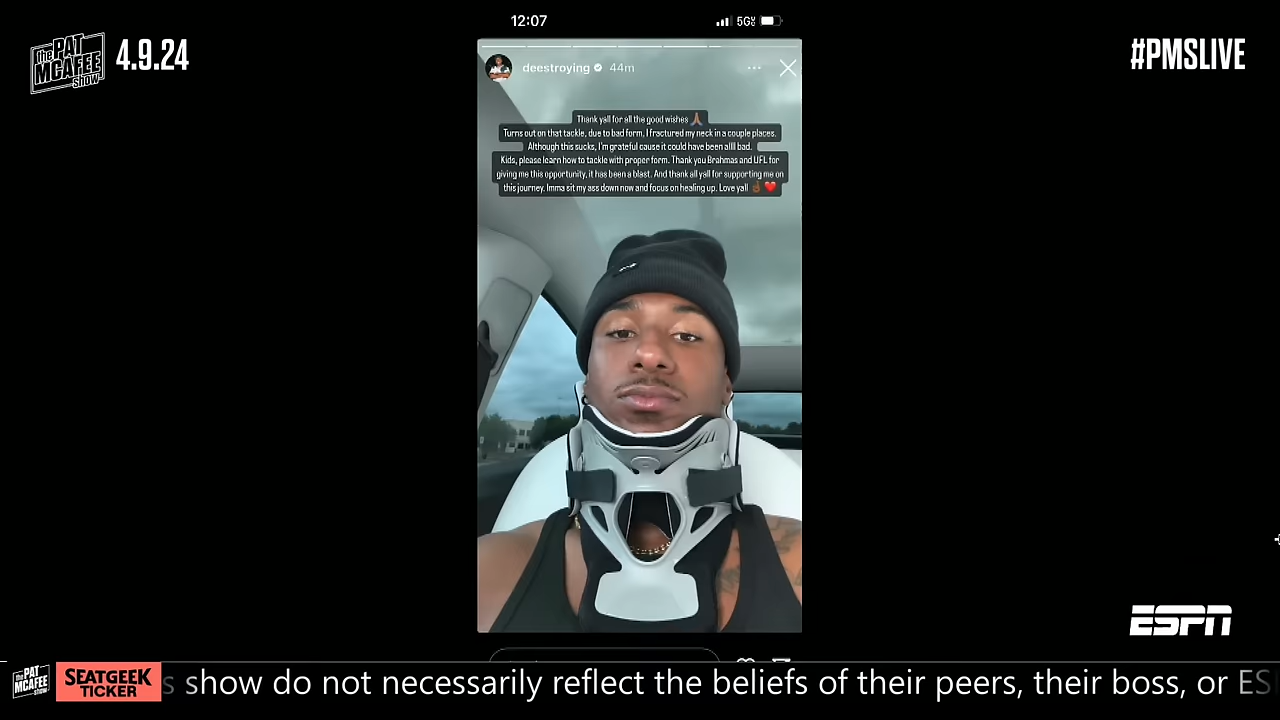 12:07
5G
The
PAT
MCAFEE
Show
4.9.24
#PMSLIVE
deestroying 44m
Thank yall for all the good wishes
Turns out on that tackle, due to bad form, I fractured my neck in a couple places.
Although this sucks, I'm grateful cause it could have been allll bad.
Kids, please learn how to tackle with proper form. Thank you Brahmas and UFL for
giving me this opportunity, it has been a blast. And thank all yall for supporting me on
this journey. Imma sit my ass down now and focus on healing up. Love yall
ESPN
The
PAT
MCAFEE
Show
SEATGEEK
TICKER
s show do not necessarily reflect the beliefs of their peers, their boss, or ES